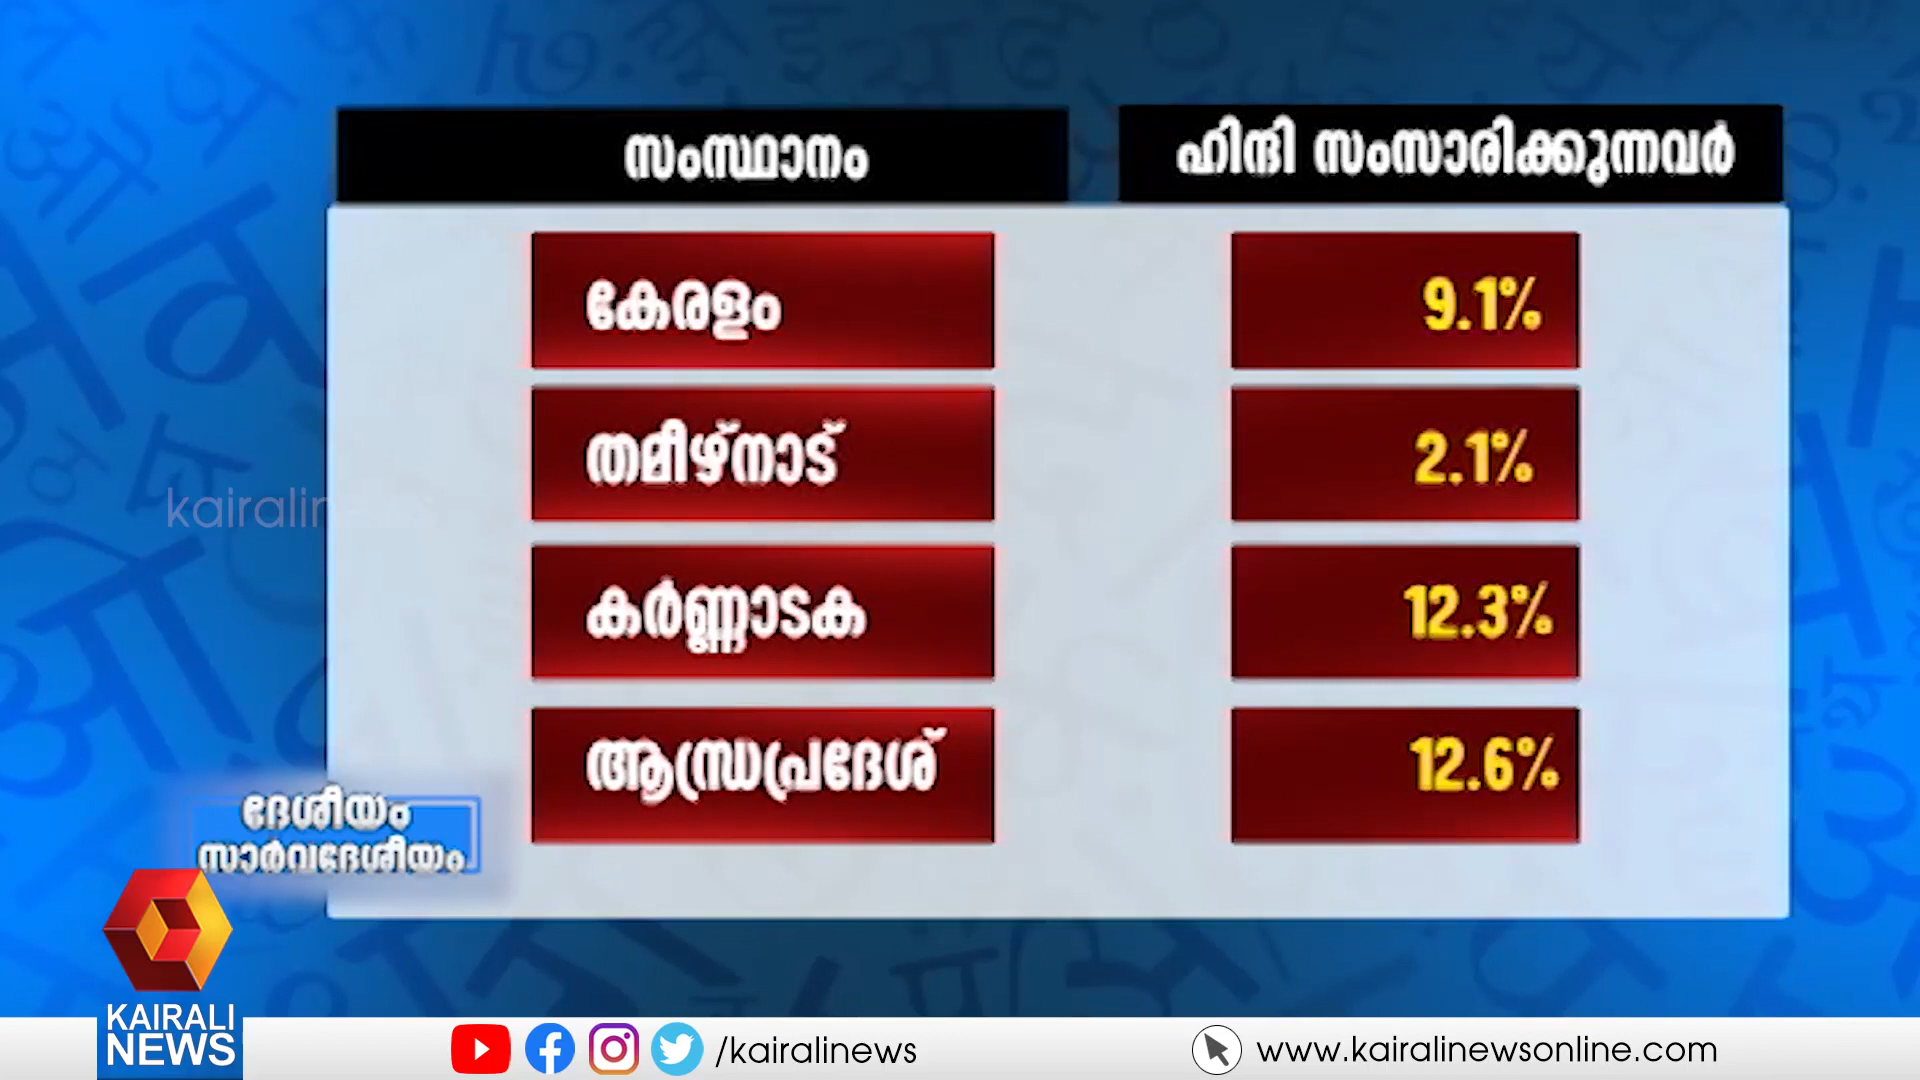 സംസ്ഥാനം ഹിന്ദി സംസാരിക്കുന്നവർ
കേരളം 9.1%
തമീഴ്നാട് 2.1%
kairalin
കർണ്ണാടക 12.3%
ആന്ധ്രപ്രദേശ് 12.6%
ദേശീയം
സാർവദേശീയം
KAIRALI
NEWS
/kairalinews www.kairalinewsonline.com